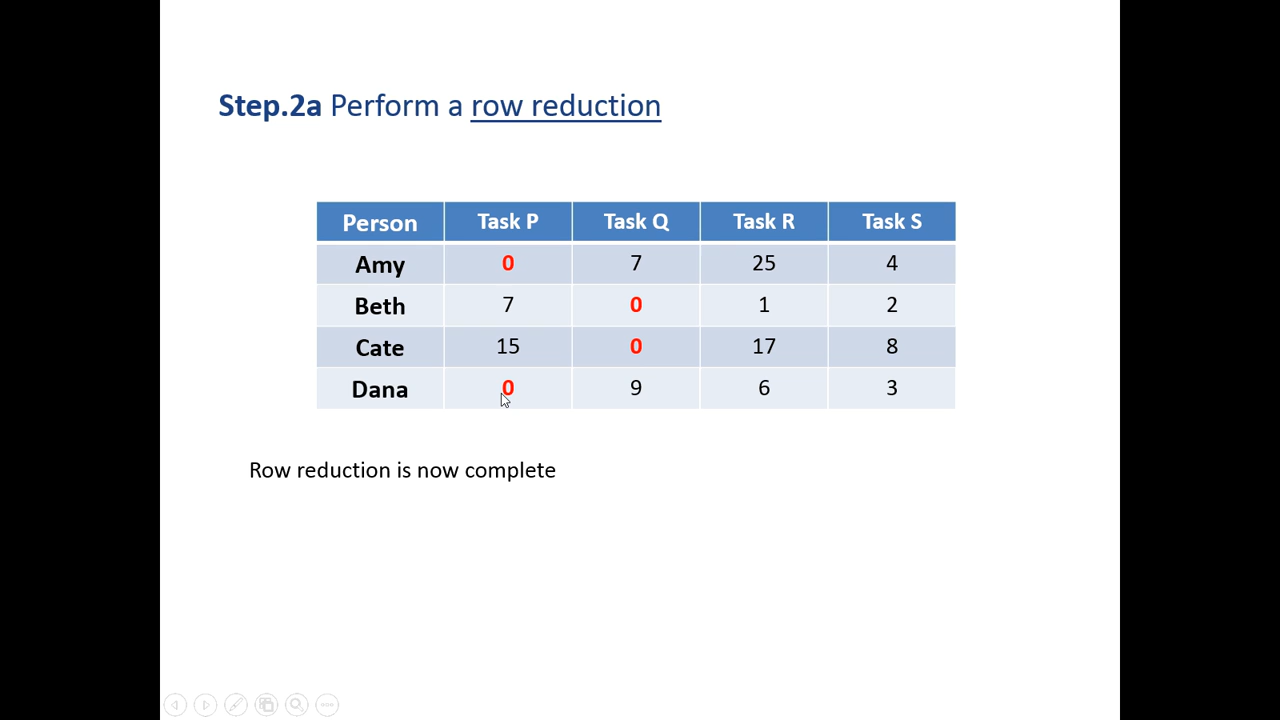 Step.2a Perform a row reduction
Person Task P Task Q Task R Task S
Amy 0 7 25 4
Beth 7 0 1 2
Cate 15 0 17 8
Dana 0 9 6 3
Row reduction is now complete